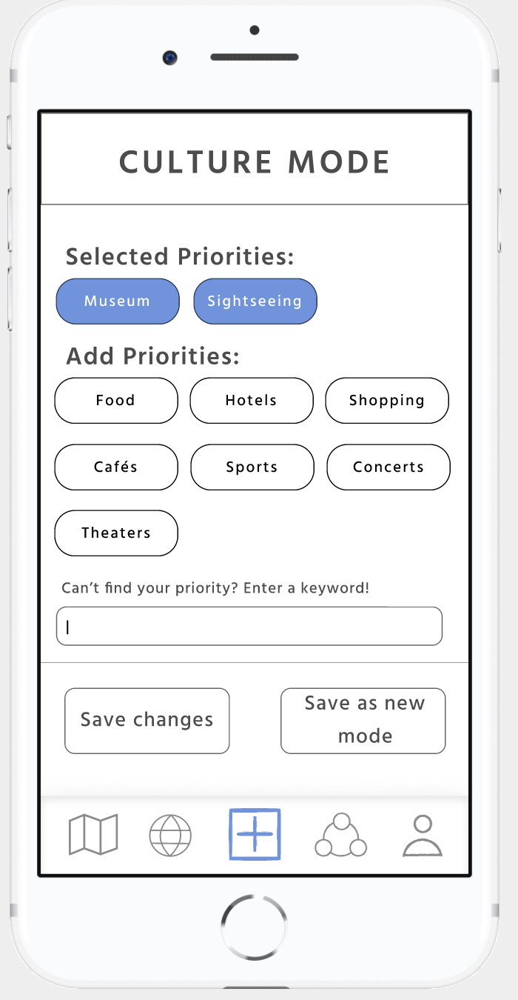 CULTURE MODE
Selected Priorities:
Museum Sightseeing
Add Priorities:
Food Hotels Shopping
Cafés Sports Concerts
Theaters
Can’t find your priority? Enter a keyword!
Save changes
Save as new
mode